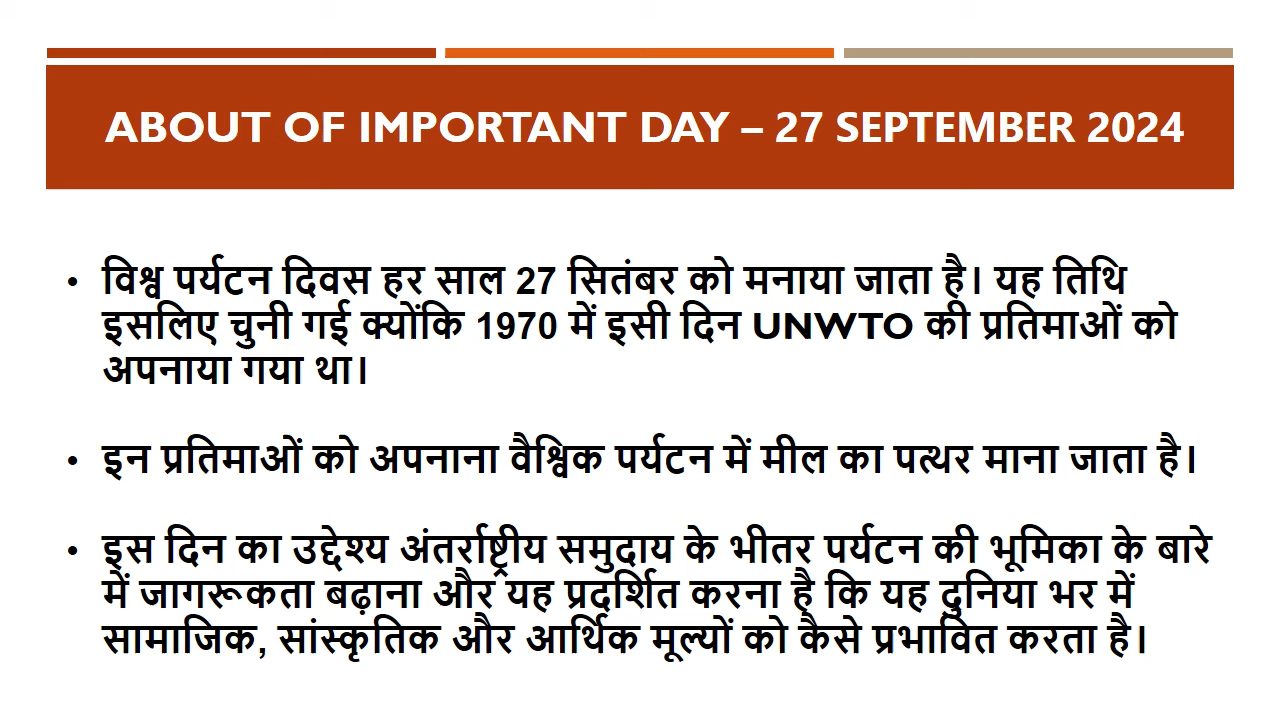 ABOUT OF IMPORTANT DAY – 27 SEPTEMBER 2024
• विश्व पर्यटन दिवस हर साल 27 सितंबर को मनाया जाता है। यह तिथि
इसलिए चुनी गई क्योंकि 1970 में इसी दिन UNWTO की प्रतिमाओं को
अपनाया गया था।
• इन प्रतिमाओं को अपनाना वैश्विक पर्यटन में मील का पत्थर माना जाता है।
• इस दिन का उद्देश्य अंतर्राष्ट्रीय समुदाय के भीतर पर्यटन की भूमिका के बारे
में जागरूकता बढ़ाना और यह प्रदर्शित करना है कि यह दुनिया भर में
सामाजिक, सांस्कृतिक और आर्थिक मूल्यों को कैसे प्रभावित करता है।